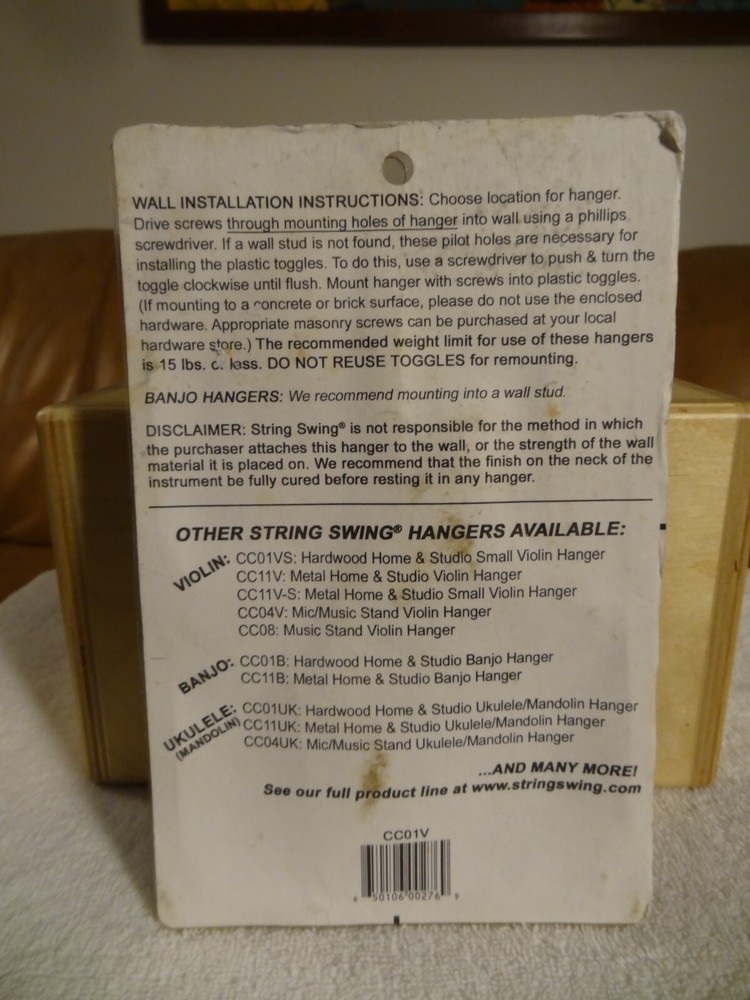 WALL INSTALLATION INSTRUCTIONS: Choose location for hanger.
Drive screws through mounting holes of hanger into wall using a phillips
screwdriver. If a wall stud is not found, these pilot holes are necessary for
installing the plastic toggles. To do this, use a screwdriver to push & turn the
toggle clockwise until flush. Mount hanger with screws into plastic toggles.
(If mounting to a concrete or brick surface, please do not use the enclosed
hardware. Appropriate masonry screws can be purchased at your local
hardware store.) The recommended weight limit for use of these hangers
is 15 lbs. or less. DO NOT REUSE TOGGLES for remounting.
BANJO HANGERS: We recommend mounting into a wall stud.
DISCLAIMER: String Swing® is not responsible for the method in which
the purchaser attaches this hanger to the wall, or the strength of the wall
material it is placed on. We recommend that the finish on the neck of the
instrument be fully cured before resting it in any hanger.
OTHER STRING SWING® HANGERS AVAILABLE:
VIOLIN: CC01VS: Hardwood Home & Studio Small Violin Hanger
CC11V: Metal Home & Studio Violin Hanger
CC11V-S: Metal Home & Studio Small Violin Hanger
CC04V: Mic/Music Stand Violin Hanger
CC08: Music Stand Violin Hanger
BANJO: CC01B: Hardwood Home & Studio Banjo Hanger
CC11B: Metal Home & Studio Banjo Hanger
UKULELE: CC01UK: Hardwood Home & Studio Ukulele/Mandolin Hanger
(MANDOLIN) CC11UK: Metal Home & Studio Ukulele/Mandolin Hanger
CC04UK: Mic/Music Stand Ukulele/Mandolin Hanger
...AND MANY MORE!
See our full product line at www.stringswing.com
CC01V
6 50106 00276 9